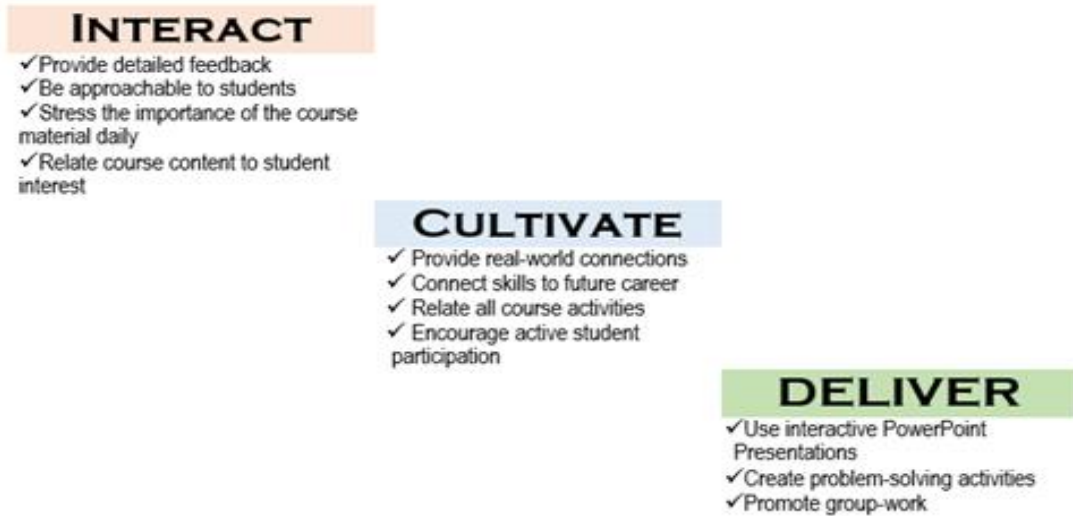 INTERACT
✓Provide detailed feedback
✓Be approachable to students
✓Stress the importance of the course
material daily
✓Relate course content to student
interest
CULTIVATE
✓ Provide real-world connections
✓ Connect skills to future career
✓ Relate all course activities
✓ Encourage active student
participation
DELIVER
✓Use interactive PowerPoint
Presentations
✓Create problem-solving activities
✓Promote group-work